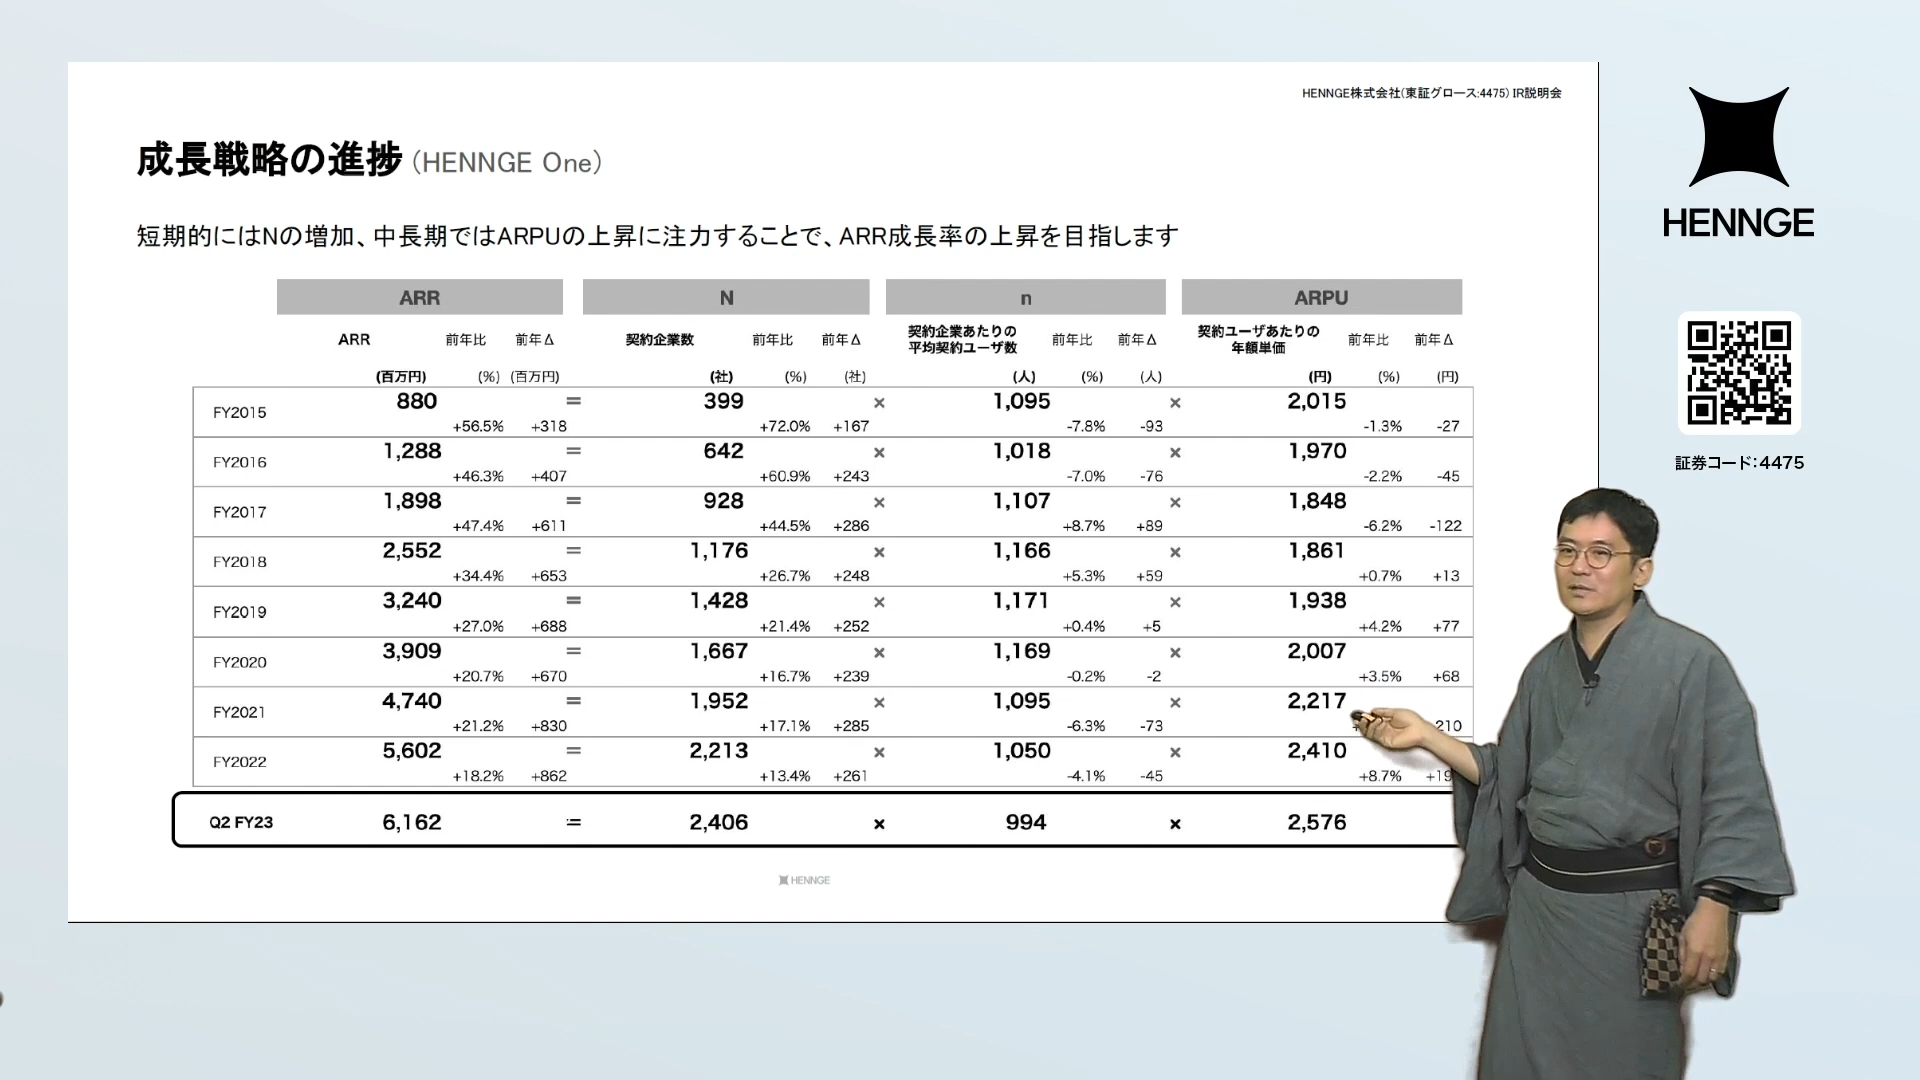 HENNGE株式会社(東証グロース:4475) IR説明会
成長戦略の進捗 (HENNGE One)
短期的にはNの増加、中長期ではARPUの上昇に注力することで、ARR成長率の上昇を目指します
ARR N n ARPU
ARR 前年比 前年Δ 契約企業数 前年比 前年Δ 契約企業あたりの 前年比 前年Δ 契約ユーザあたりの 前年比 前年Δ
平均契約ユーザ数 年額単価
(百万円) (%) (百万円) (社) (%) (社) (人) (%) (人) (円) (%) (円)
FY2015 880 = 399 × 1,095 × 2,015
+56.5% +318 +72.0% +167 -7.8% -93 -1.3% -27
FY2016 1,288 = 642 × 1,018 × 1,970
+46.3% +407 +60.9% +243 -7.0% -76 -2.2% -45
FY2017 1,898 = 928 × 1,107 × 1,848
+47.4% +611 +44.5% +286 +8.7% +89 -6.2% -122
FY2018 2,552 = 1,176 × 1,166 × 1,861
+34.4% +653 +26.7% +248 +5.3% +59 +0.7% +13
FY2019 3,240 = 1,428 × 1,171 × 1,938
+27.0% +688 +21.4% +252 +0.4% +5 +4.2% +77
FY2020 3,909 = 1,667 × 1,169 × 2,007
+20.7% +670 +16.7% +239 -0.2% -2 +3.5% +68
FY2021 4,740 = 1,952 × 1,095 × 2,217
+21.2% +830 +17.1% +285 -6.3% -73 210
FY2022 5,602 = 2,213 × 1,050 × 2,410
+18.2% +862 +13.4% +261 -4.1% -45 +8.7%
Q2 FY23 6,162 = 2,406 × 994 × 2,576
HENNGE
HENNGE
証券コード:4475